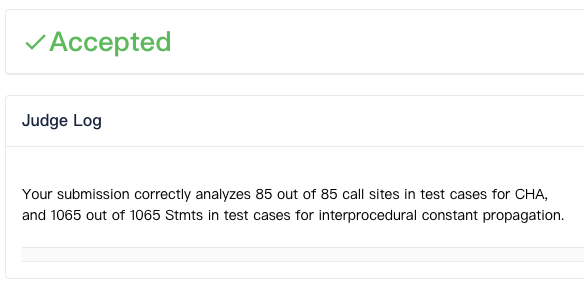 Accepted
Judge Log
Your submission correctly analyzes 85 out of 85 call sites in test cases for CHA,
and 1065 out of 1065 Stmts in test cases for interprocedural constant propagation.